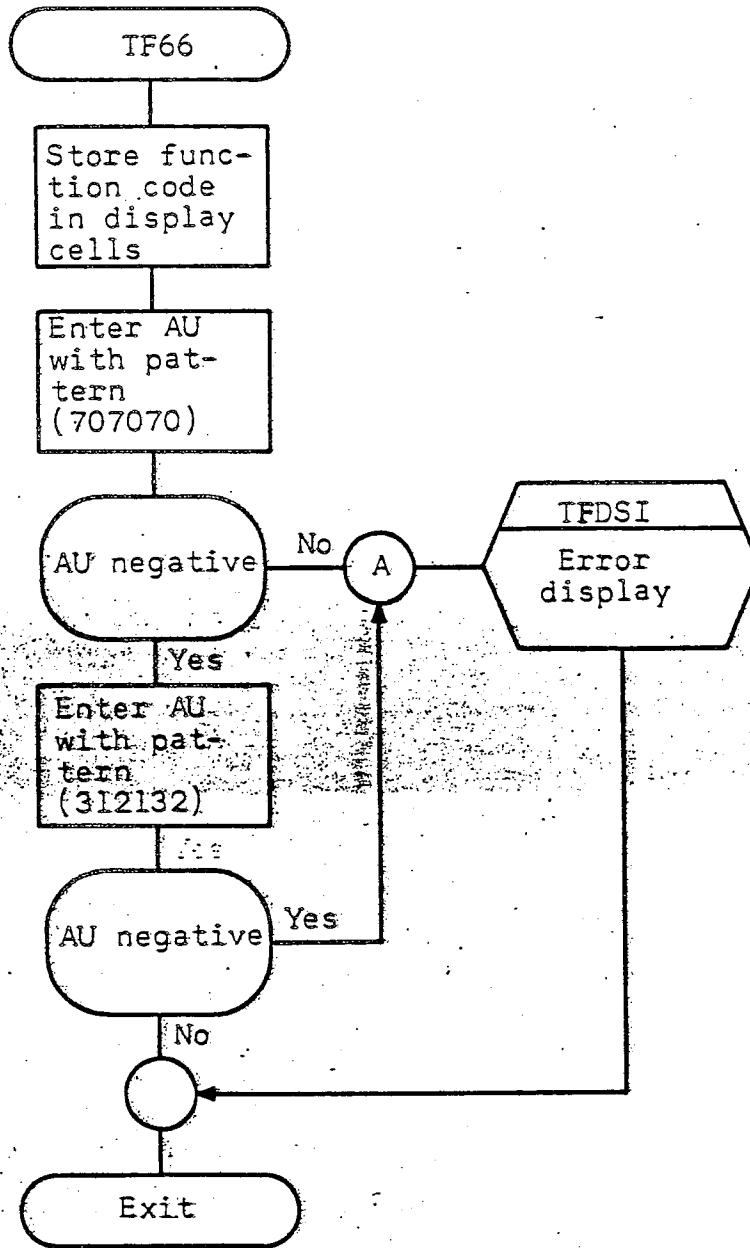 TF66
Store func-
tion code
in display
cells
Enter AU
with pat-
tern
(707070)
AU negative
No
A
TFDSI
Error
display
Yes
Enter AU
with pat-
tern
(312132)
AU negative
Yes
No
Exit